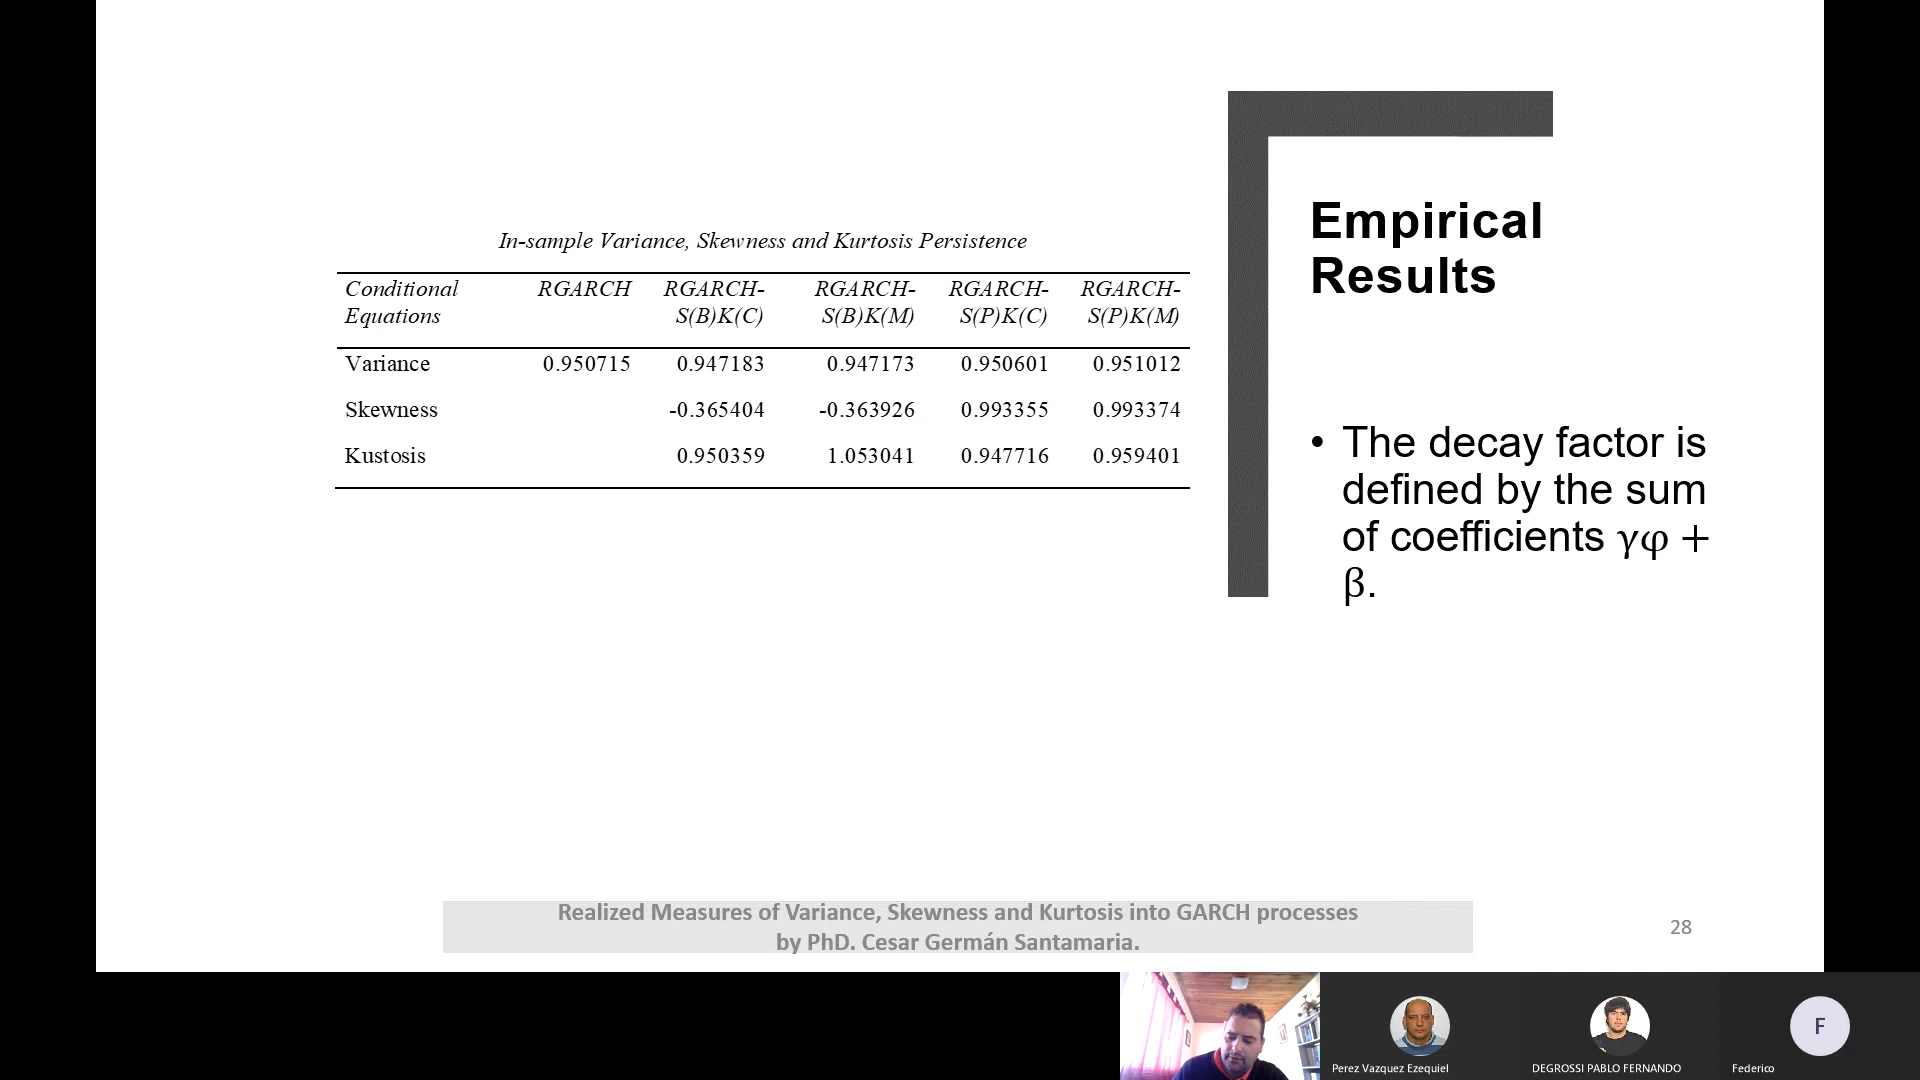 In-sample Variance, Skewness and Kurtosis Persistence
Conditional Equations RGARCH RGARCH-S(B)K(C) RGARCH-S(B)K(M) RGARCH-S(P)K(C) RGARCH-S(P)K(M)
Variance 0.950715 0.947183 0.947173 0.950601 0.951012
Skewness -0.365404 -0.363926 0.993355 0.993374
Kustosis 0.950359 1.053041 0.947716 0.959401
Empirical
Results
• The decay factor is
defined by the sum
of coefficients γφ +
β.
Realized Measures of Variance, Skewness and Kurtosis into GARCH processes
by PhD. Cesar Germán Santamaria.
28
Perez Vazquez Ezequiel
DEGROSSI PABLO FERNANDO
F
Federico